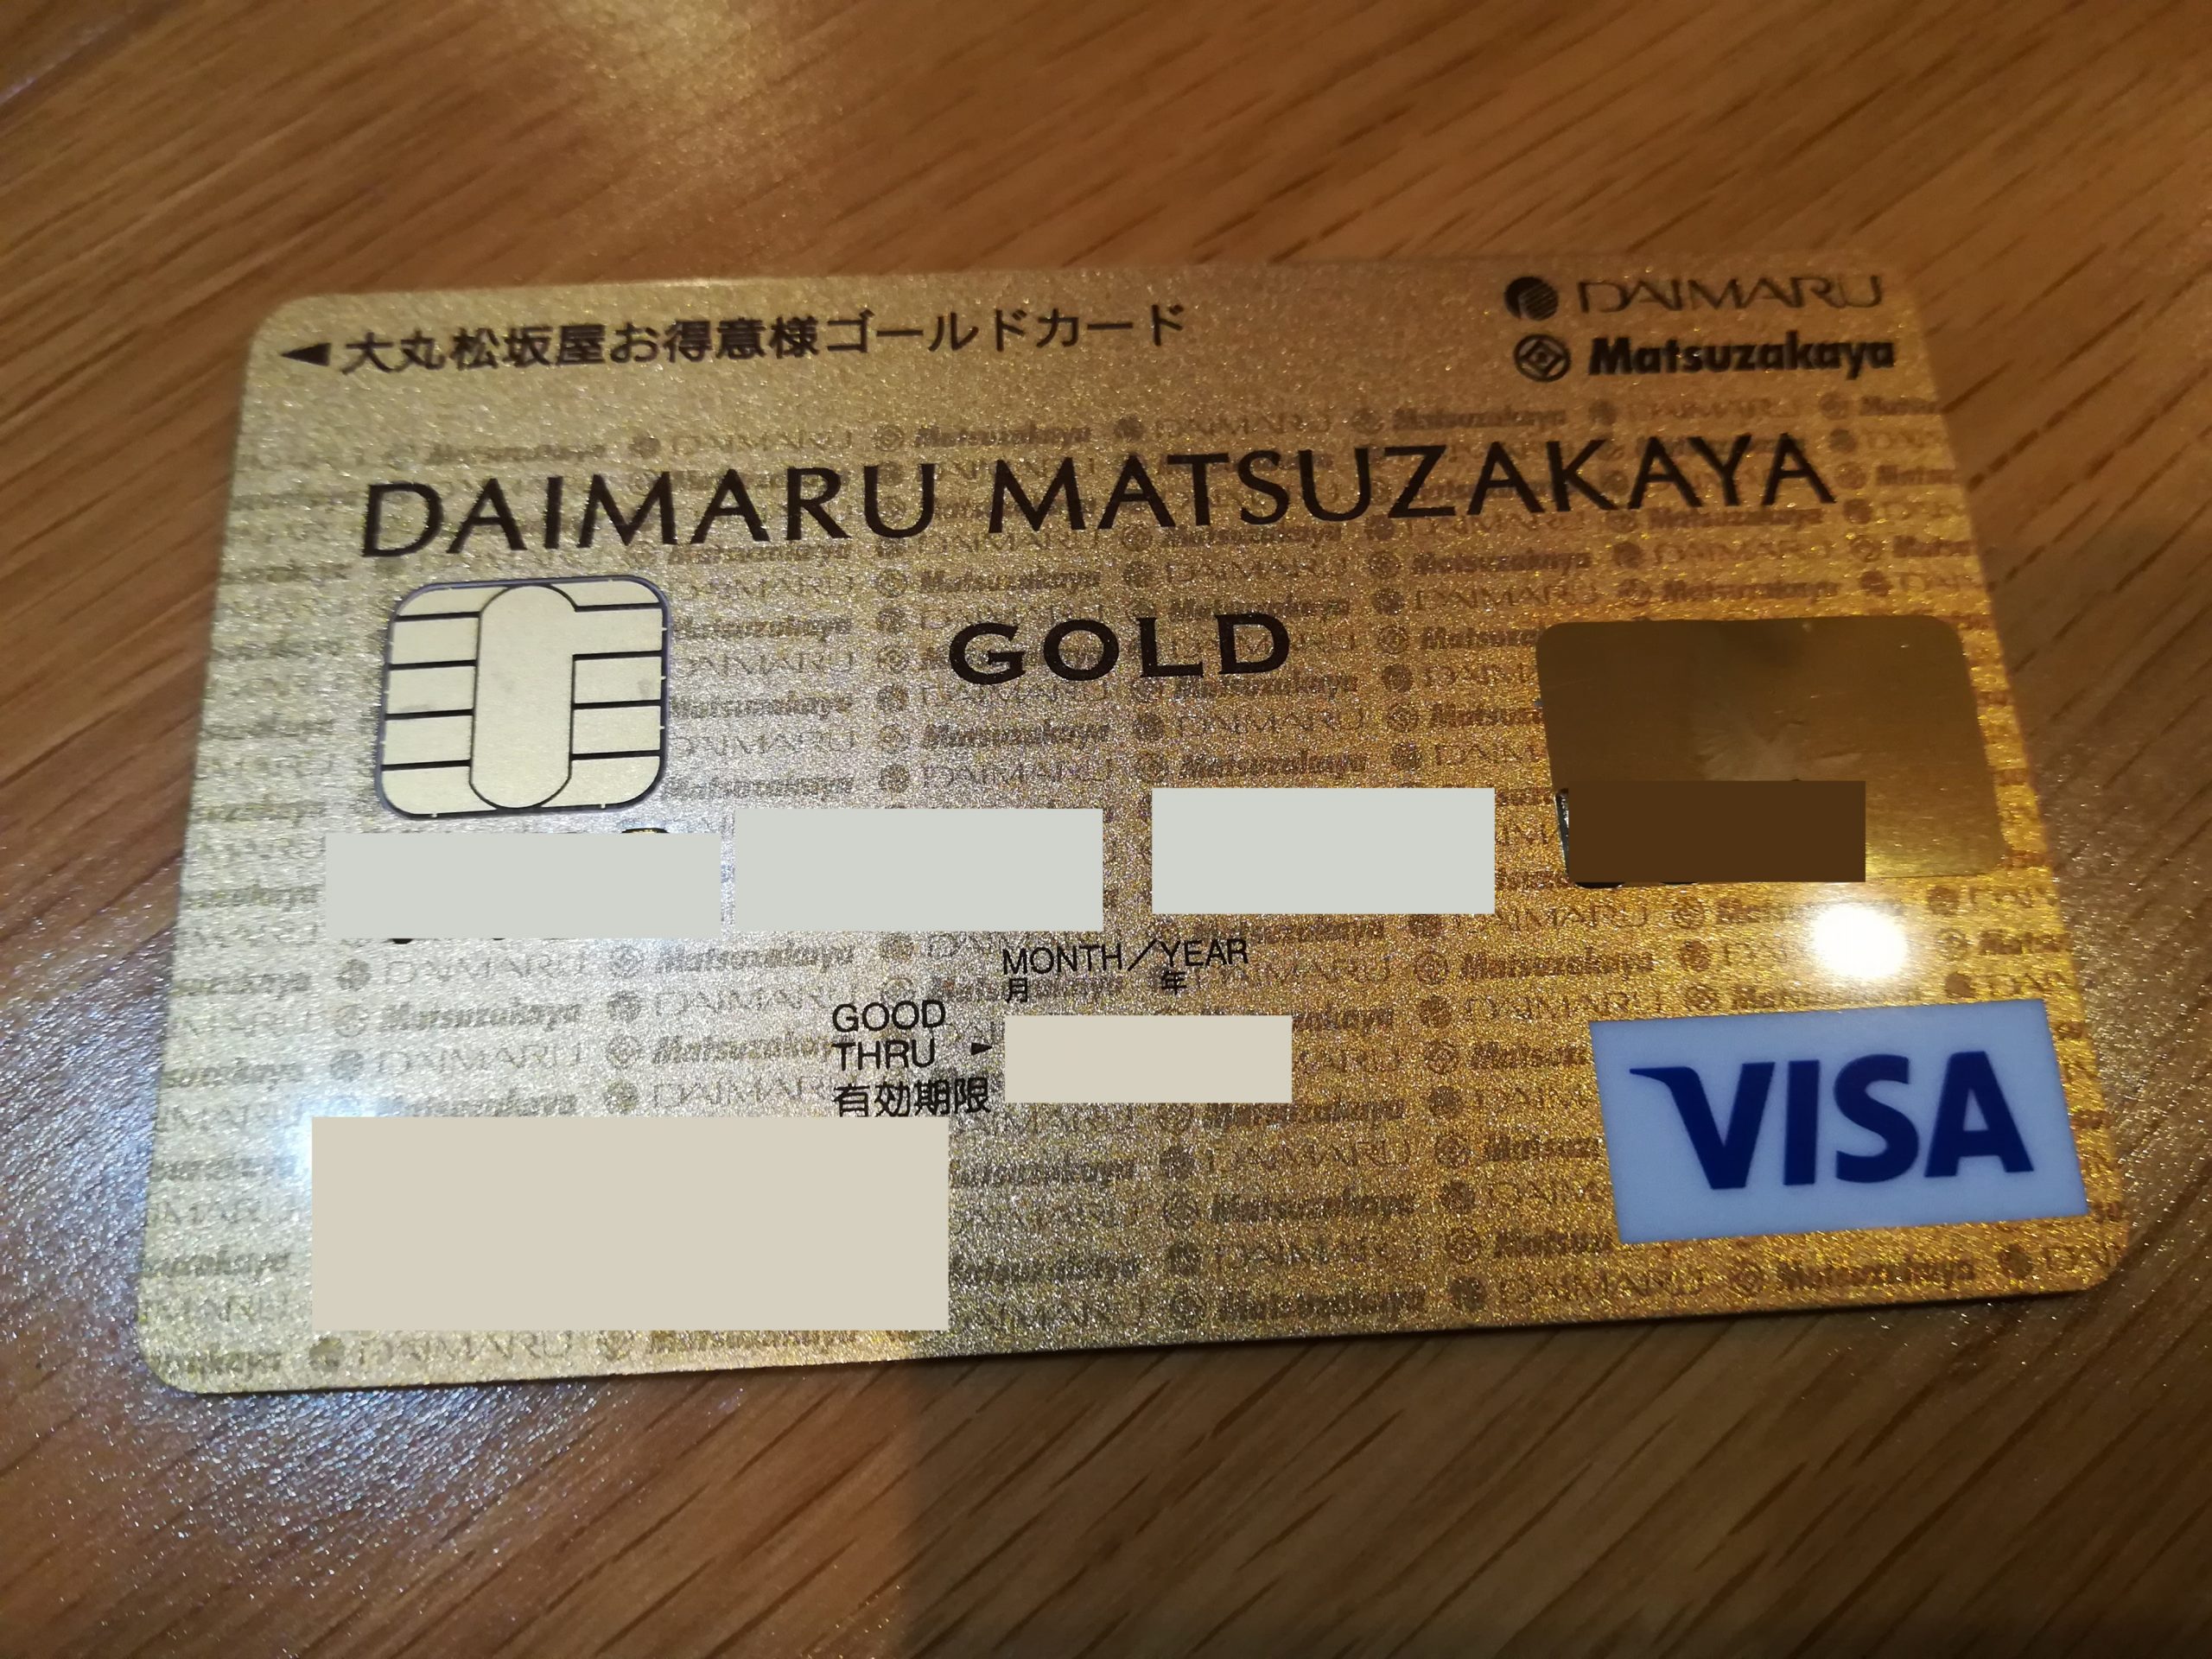 大丸松坂屋お得意様ゴールドカード
DAIMARU
Matsuzakaya
DAIMARU MATSUZAKAYA
GOLD
MONTH/YEAR
月 年
GOOD
THRU
有効期限
VISA